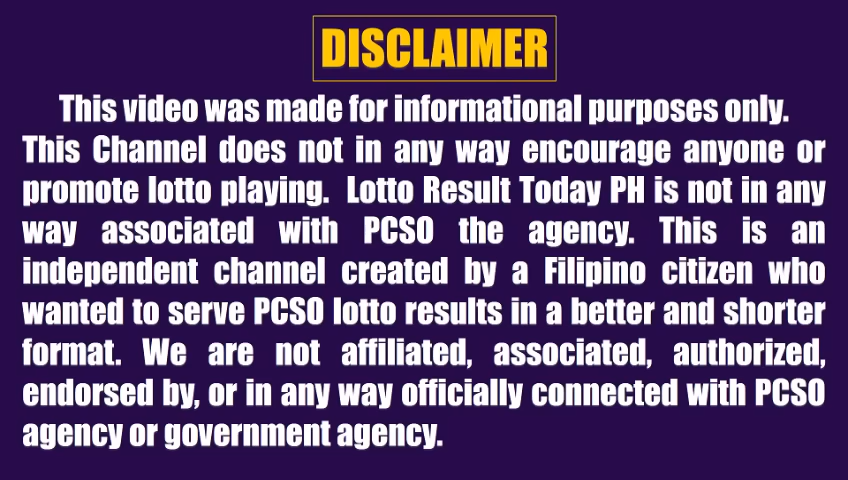 DISCLAIMER
This video was made for informational purposes only.
This Channel does not in any way encourage anyone or
promote lotto playing. Lotto Result Today PH is not in any
way associated with PCSO the agency. This is an
independent channel created by a Filipino citizen who
wanted to serve PCSO lotto results in a better and shorter
format. We are not affiliated, associated, authorized,
endorsed by, or in any way officially connected with PCSO
agency or government agency.